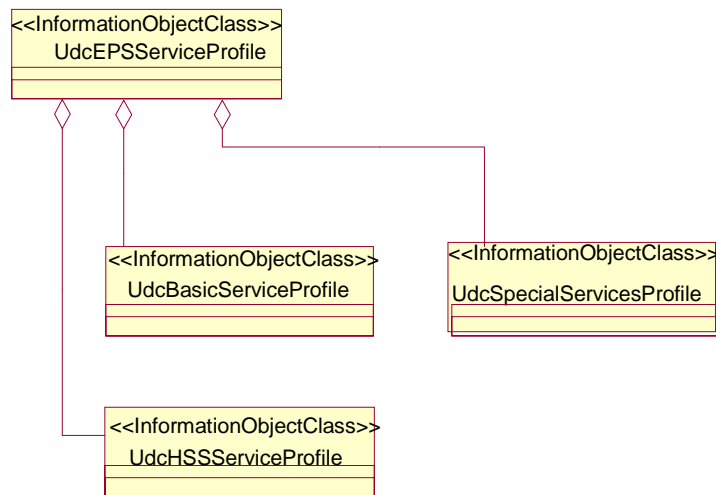 <<InformationObjectClass>>
UdcEPSServiceProfile
<<InformationObjectClass>>
UdcBasicServiceProfile
<<InformationObjectClass>>
UdcSpecialServicesProfile
<<InformationObjectClass>>
UdcHSSServiceProfile